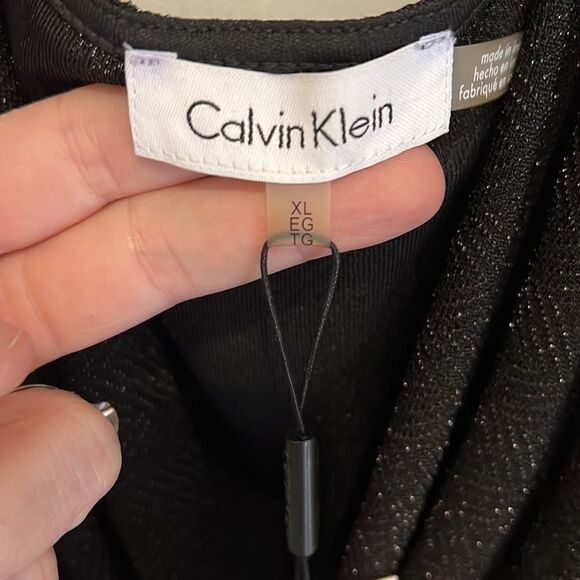 Calvin Klein
made in
hecho en
fabriqué en
XL
EG
TG